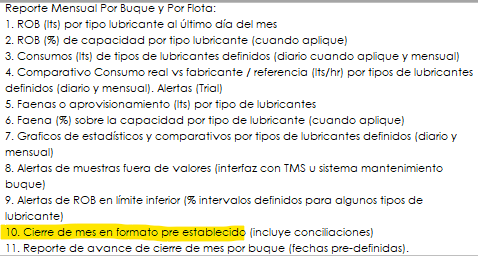 Reporte Mensual Por Buque y Por Flota:
1. ROB (lts) por tipo lubricante al último día del mes
2. ROB (%) de capacidad por tipo lubricante (cuando aplique)
3. Consumos (lts) de tipos de lubricantes definidos (diario cuando aplique y mensual)
4. Comparativo Consumo real vs fabricante / referencia (lts/hr) por tipos de lubricantes
definidos (diario y mensual). Alertas (Trial)
5. Faenas o aprovisionamiento (lts) por tipo de lubricantes
6. Faena (%) sobre la capacidad por tipo de lubricante (cuando aplique)
7. Graficos de estadísticos y comparativos por tipos de lubricantes definidos (diario y
mensual)
8. Alertas de muestras fuera de valores (interfaz con TMS u sistema mantenimiento
buque)
9. Alertas de ROB en límite inferior (% intervalos definidos para algunos tipos de
lubricante)
10. Cierre de mes en formato pre establecido (incluye conciliaciones)
11. Reporte de avance de cierre de mes por buque (fechas pre-definidas).